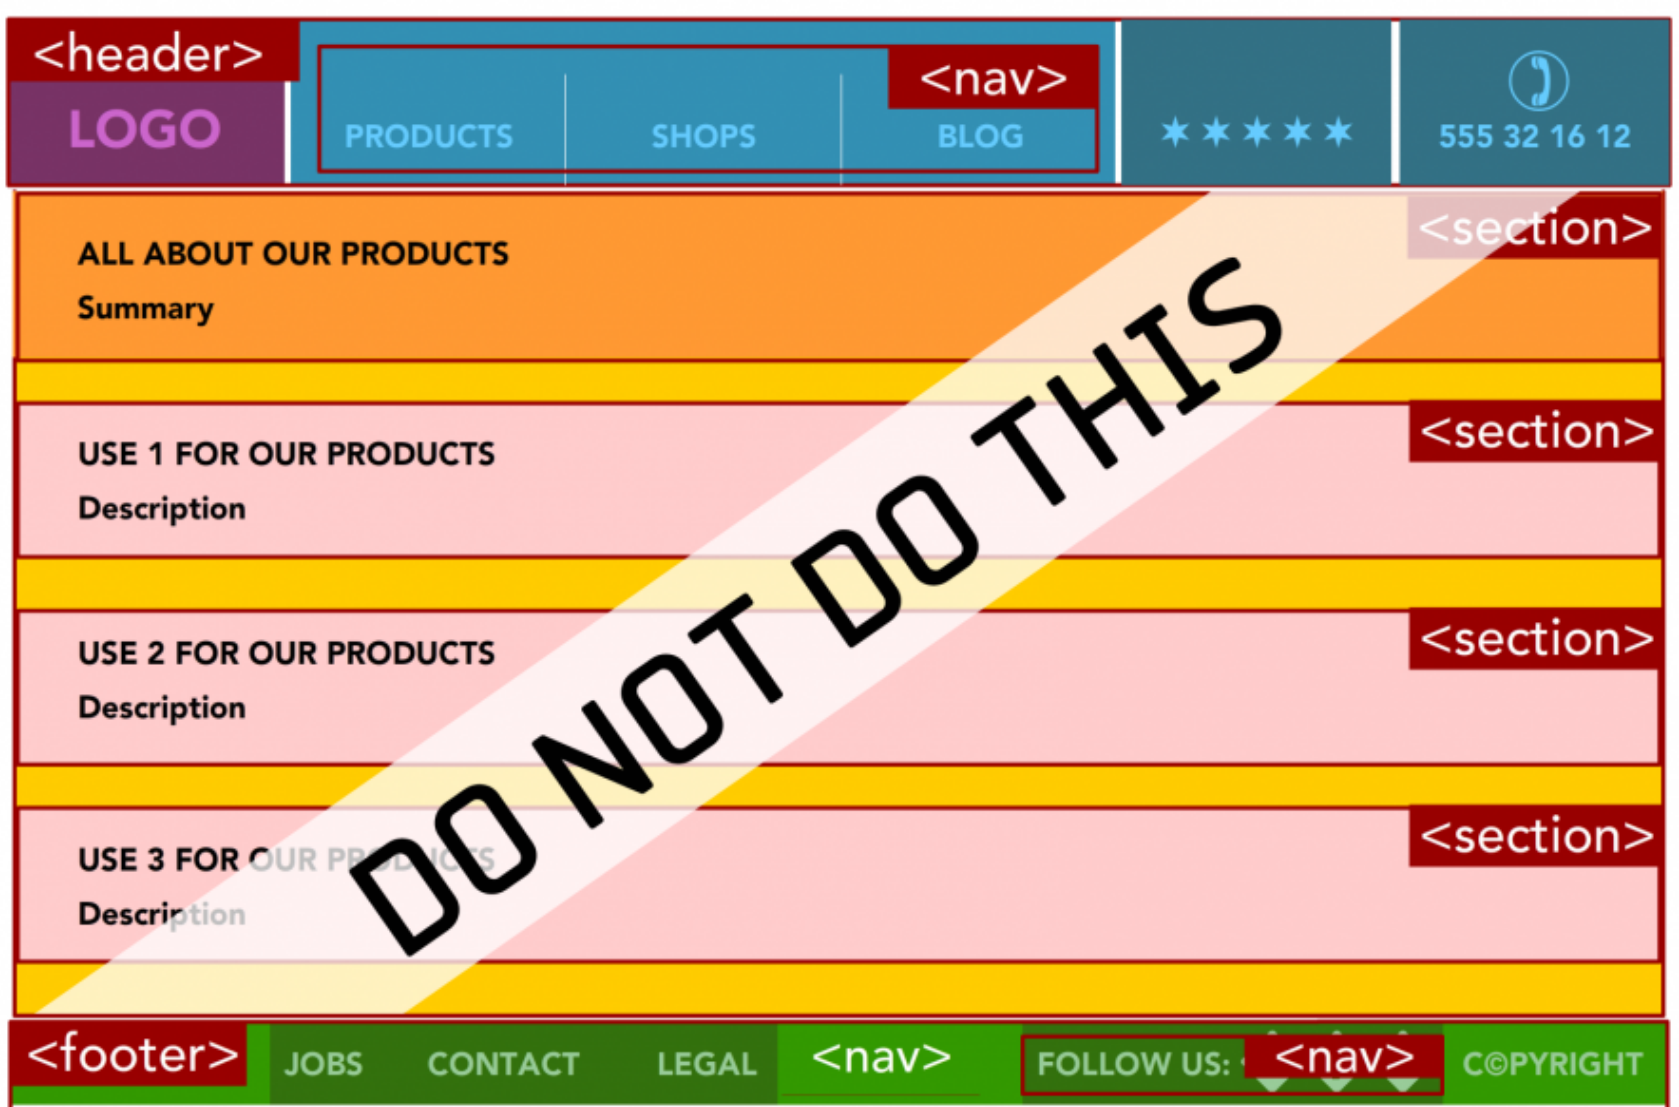 <header>
LOGO
<nav>
PRODUCTS
SHOPS
BLOG
✶✶✶✶✶
555 32 16 12
<section>
ALL ABOUT OUR PRODUCTS
Summary
<section>
USE 1 FOR OUR PRODUCTS
Description
<section>
USE 2 FOR OUR PRODUCTS
Description
<section>
USE 3 FOR OUR PRODUCTS
Description
DO NOT DO THIS
<footer>
JOBS
CONTACT
LEGAL
<nav>
FOLLOW US:
<nav>
C©PYRIGHT